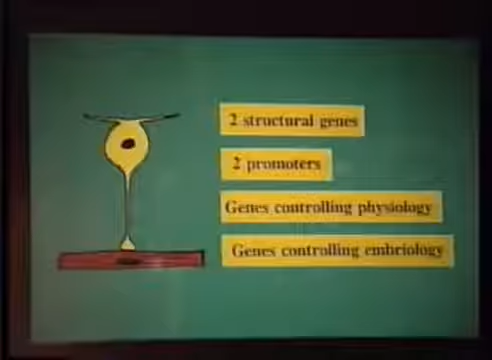 2 structural genes
2 promoters
Genes controlling physiology
Genes controlling embriology